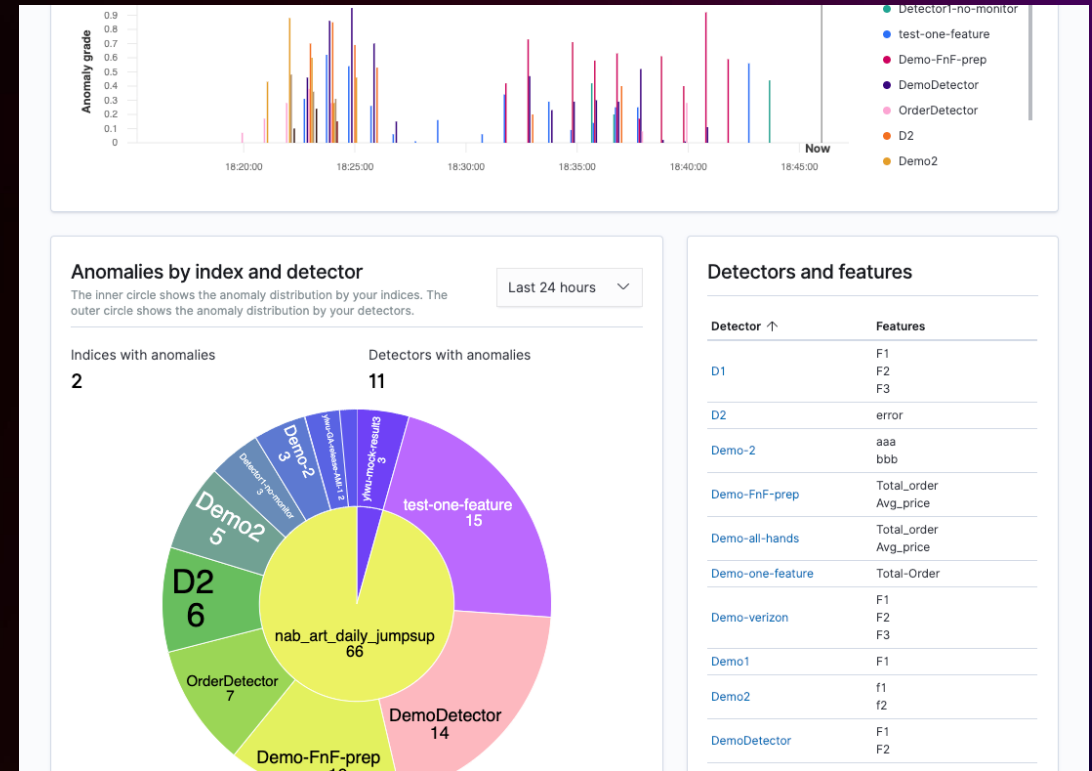 0.9
0.8
0.7
0.6
0.5
0.4
0.3
0.2
0.1
0
Anomaly grade
18:20:00
18:25:00
18:30:00
18:35:00
18:40:00
18:45:00
Now
Detector1-no-monitor
test-one-feature
Demo-FnF-prep
DemoDetector
OrderDetector
D2
Demo2
Anomalies by index and detector
The inner circle shows the anomaly distribution by your indices. The
outer circle shows the anomaly distribution by your detectors.
Last 24 hours
Indices with anomalies
2
Detectors with anomalies
11
ylwu-mock-result3
3
test-one-feature
15
DemoDetector
14
Demo-FnF-prep
OrderDetector
7
D2
6
Demo2
5
Detector1-no-monitor
3
Demo-2
3
ylwu-GA-release-AMI-1 2
nab_art_daily_jumpsup
66
Detectors and features
Detector Features
D1
F1
F2
F3
D2
error
Demo-2
aaa
bbb
Demo-FnF-prep
Total_order
Avg_price
Demo-all-hands
Total_order
Avg_price
Demo-one-feature
Total-Order
Demo-verizon
F1
F2
F3
Demo1
F1
Demo2
f1
f2
DemoDetector
F1
F2